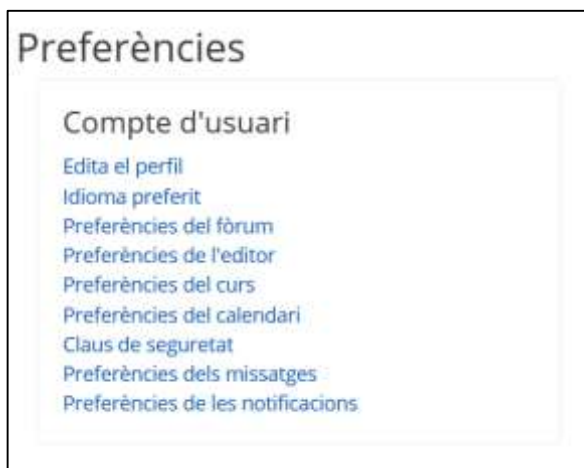 Preferències
Compte d'usuari
Edita el perfil
Idioma preferit
Preferències del fòrum
Preferències de l'editor
Preferències del curs
Preferències del calendari
Claus de seguretat
Preferències dels missatges
Preferències de les notificacions